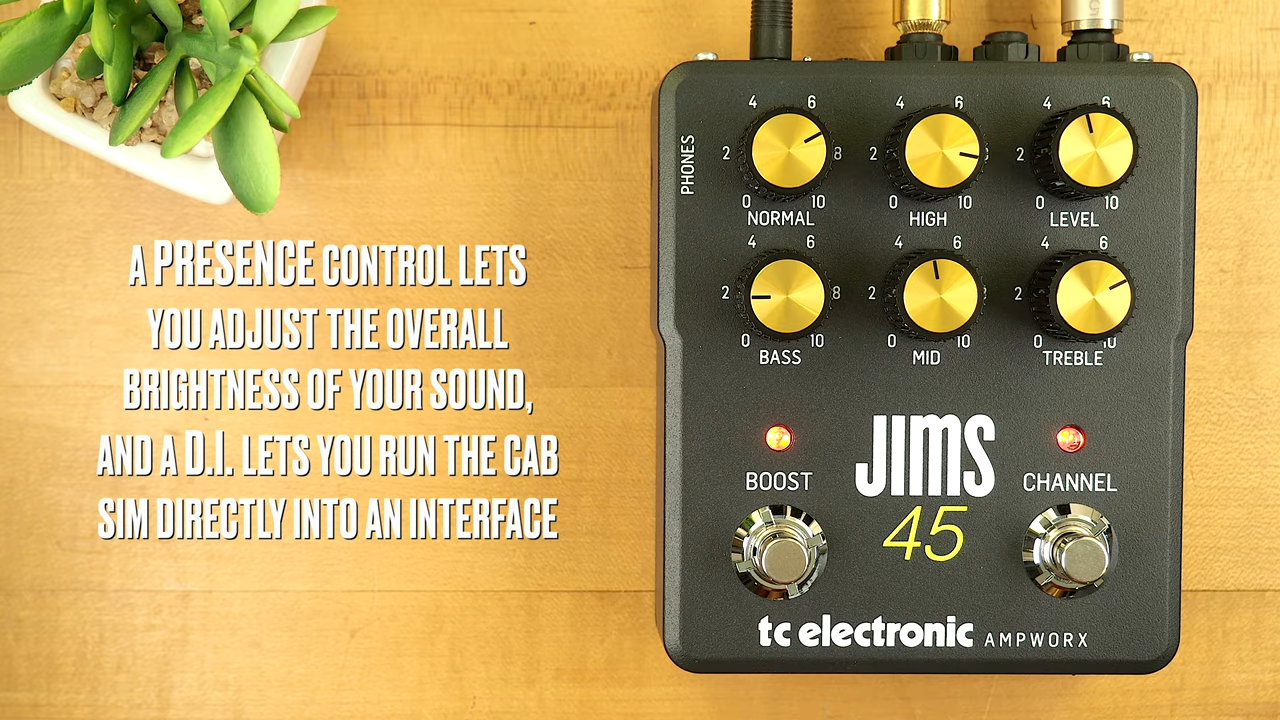 A PRESENCE CONTROL LETS
YOU ADJUST THE OVERALL
BRIGHTNESS OF YOUR SOUND,
AND A D.I. LETS YOU RUN THE CAB
SIM DIRECTLY INTO AN INTERFACE
PHONES
4 6 4 6 4 6
2 8 2 8 2
0 10 0 10 0 10
NORMAL HIGH LEVEL
4 6 4 6 4 6
2 8 2 2
0 10 0 10 0 10
BASS MID TREBLE
JIMS
BOOST CHANNEL
45
tc electronic AMPWORX